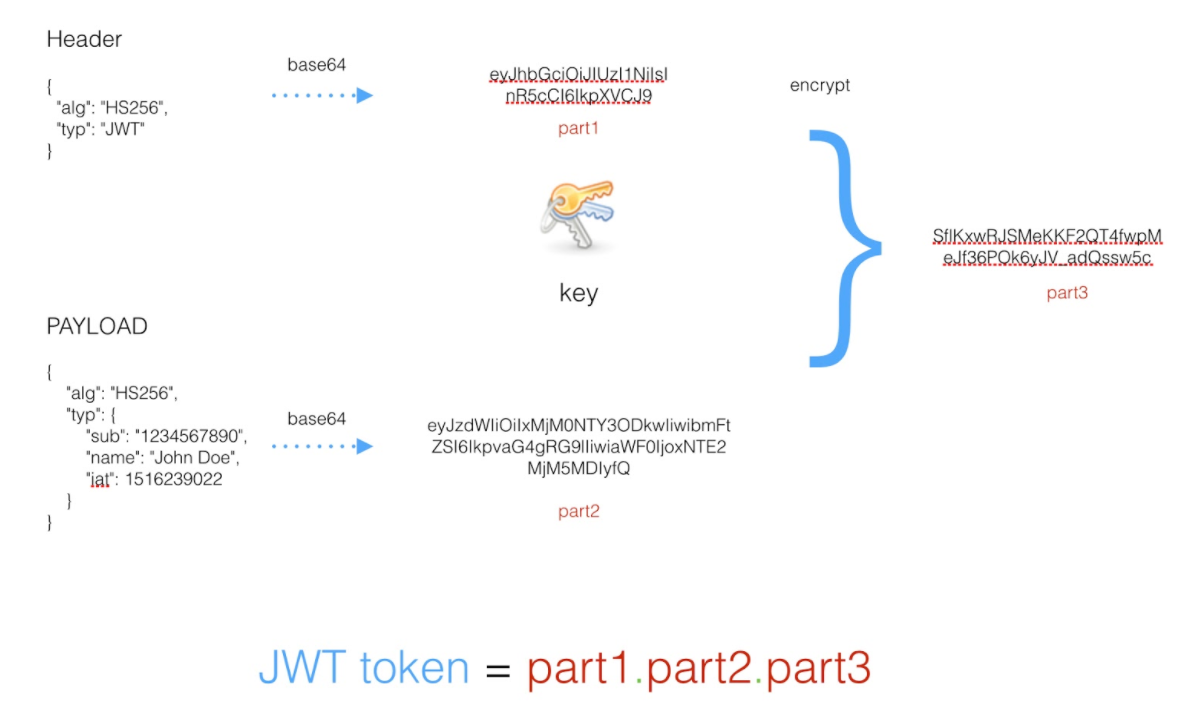 Header
{
"alg": "HS256",
"typ": "JWT"
}
base64
eyJhbGciOiJIUzI1NiIsI
nR5cCI6IkpXVCJ9
part1
encrypt
key
SflKxwRJSMeKKF2QT4fwpM
eJf36POk6yJV_adQssw5c
part3
PAYLOAD
{
"alg": "HS256",
"typ": {
"sub": "1234567890",
"name": "John Doe",
"iat": 1516239022
}
}
base64
eyJzdWIiOiIxMjM0NTY3ODkwIiwibmFt
ZSI6IkpvaG4gRG9lIiwiaWF0IjoxNTE2
MjM5MDIyfQ
part2
JWT token = part1.part2.part3